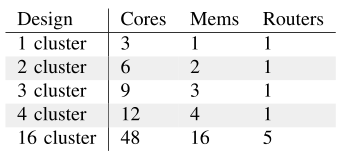 Design Cores Mems Routers
1 cluster 3 1 1
2 cluster 6 2 1
3 cluster 9 3 1
4 cluster 12 4 1
16 cluster 48 16 5